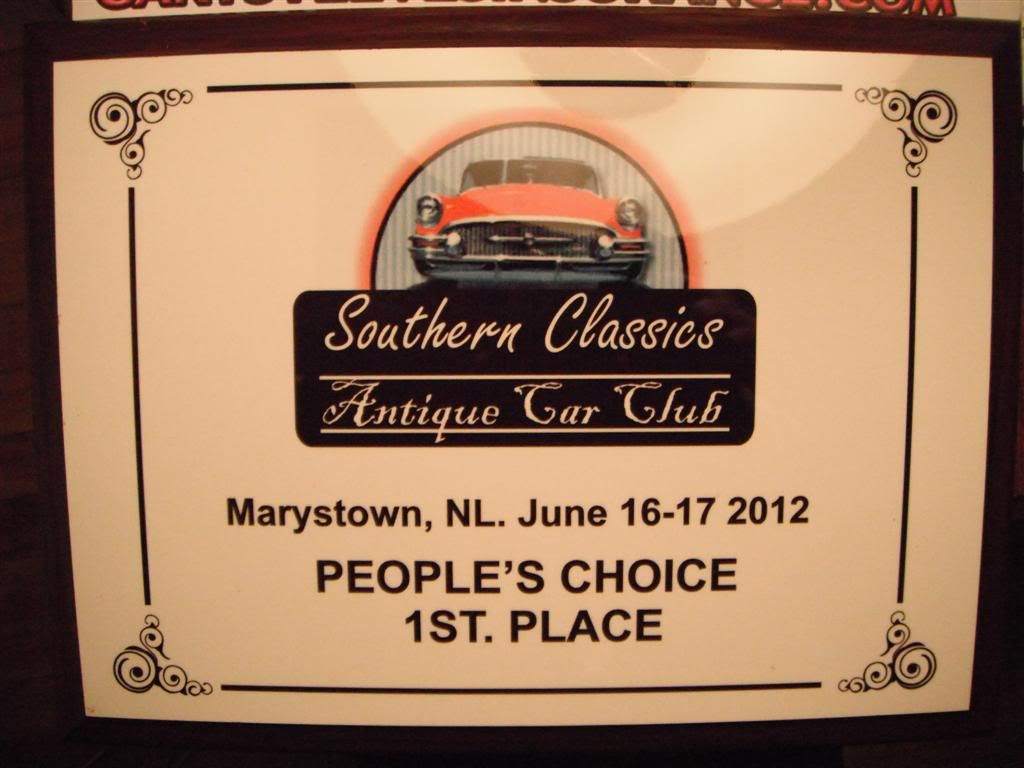 Southern Classics
Antique Car Club
Marystown, NL. June 16-17 2012
PEOPLE'S CHOICE
1ST. PLACE